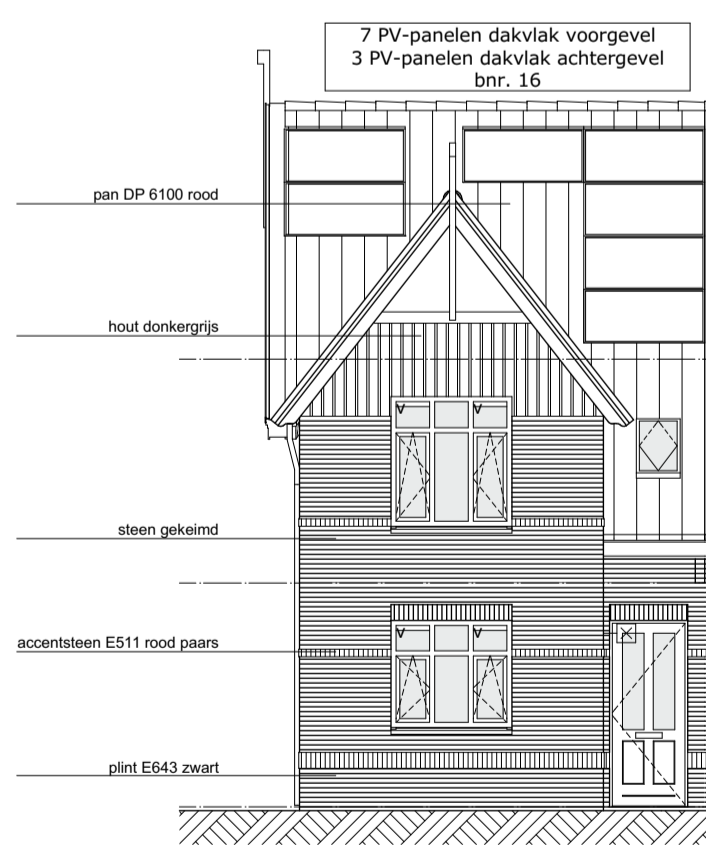 7 PV-panelen dakvlak voorgevel
3 PV-panelen dakvlak achtergevel
bnr. 16
pan DP 6100 rood
hout donkergrijs
steen gekeimd
accentsteen E511 rood paars
plint E643 zwart